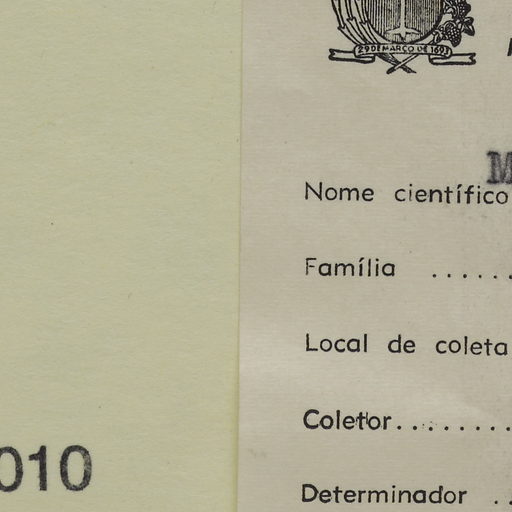 29 DE MARÇO DE 1693
Nome científico
Família ......
Local de coleta
Coletor........
Determinador ..
010